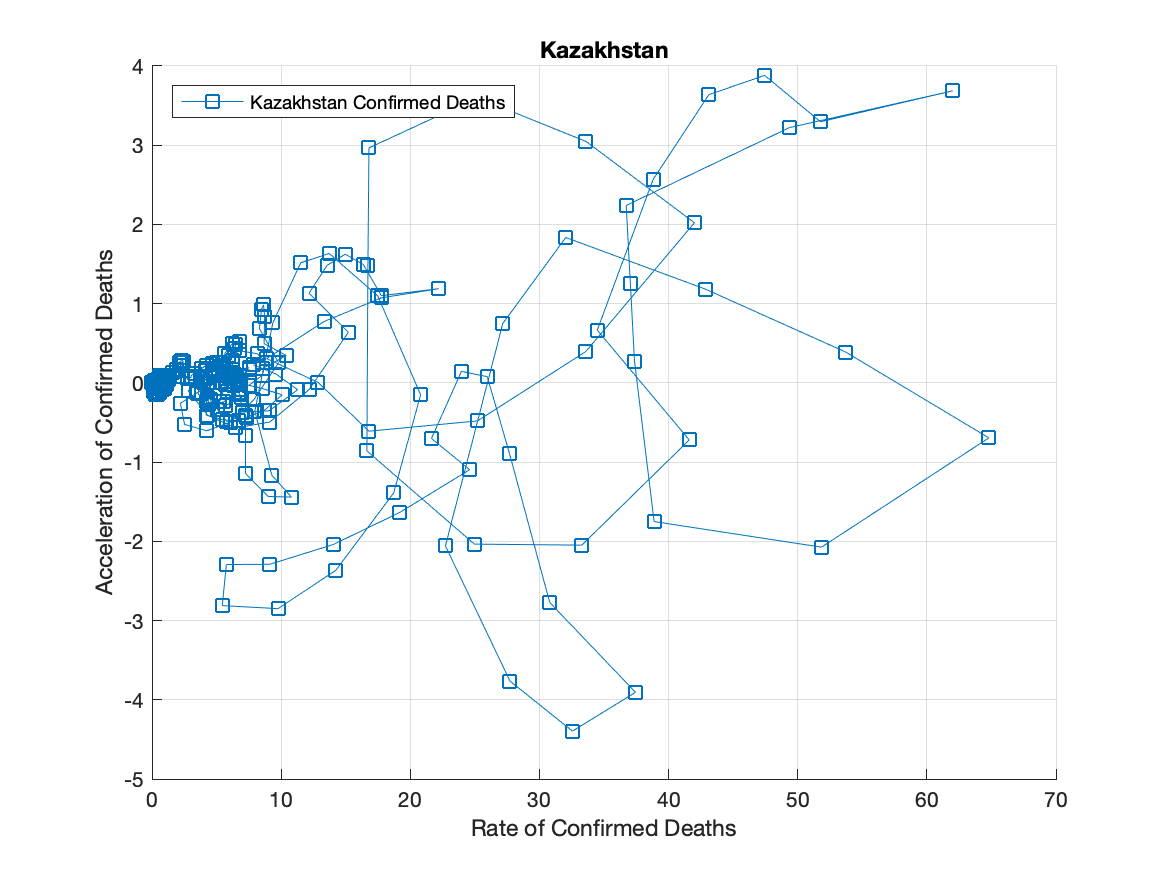 Kazakhstan
4
Kazakhstan Confirmed Deaths
3
2
1
0
-1
-2
-3
-4
-5
Acceleration of Confirmed Deaths
0 10 20 30 40 50 60 70
Rate of Confirmed Deaths